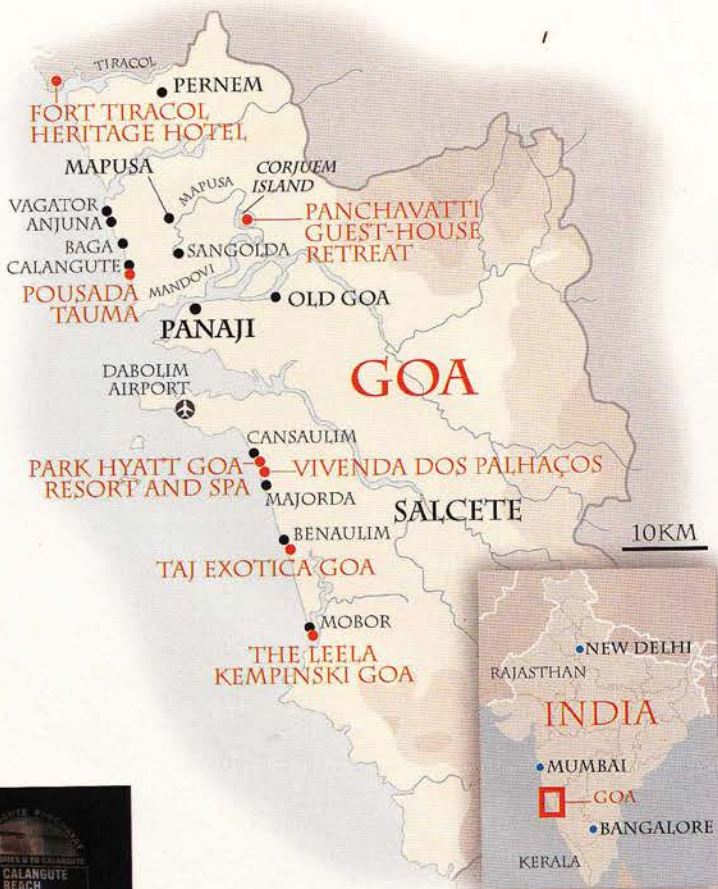 TIRACOL
PERNEM
FORT TIRACOL
HERITAGE HOTEL
MAPUSA
CORJUEM
ISLAND
MAPUSA
VAGATOR
ANJUNA
PANCHAVATTI
GUEST-HOUSE
RETREAT
BAGA
SANGOLDA
CALANGUTE
MANDOVI
POUSADA
TAUMA
OLD GOA
PANAJI
DABOLIM
AIRPORT
GOA
CANSAULIM
PARK HYATT GOA
RESORT AND SPA
VIVENDA DOS PALHAÇOS
MAJORDA
SALCETE
BENAULIM
10KM
TAJ EXOTICA GOA
MOBOR
THE LEELA
KEMPINSKI GOA
NEW DELHI
RAJASTHAN
INDIA
MUMBAI
GOA
BANGALORE
KERALA
CALANGUTE
BEACH